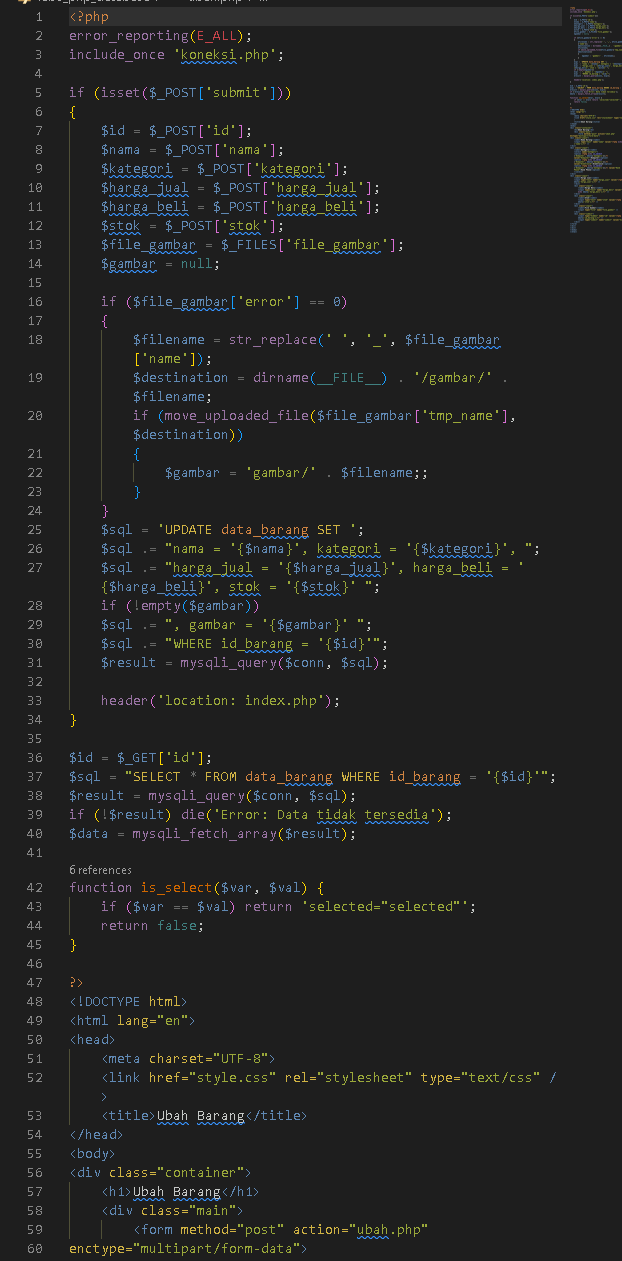 1 <?php
2 error_reporting(E_ALL);
3 include_once 'koneksi.php';
4
5 if (isset($_POST['submit']))
6 {
7 $id = $_POST['id'];
8 $nama = $_POST['nama'];
9 $kategori = $_POST['kategori'];
10 $harga_jual = $_POST['harga_jual'];
11 $harga_beli = $_POST['harga_beli'];
12 $stok = $_POST['stok'];
13 $file_gambar = $_FILES['file_gambar'];
14 $gambar = null;
15
16 if ($file_gambar['error'] == 0)
17 {
18 $filename = str_replace(' ', '_', $file_gambar
['name']);
19 $destination = dirname(__FILE__) . '/gambar/' .
$filename;
20 if (move_uploaded_file($file_gambar['tmp_name'],
$destination))
21 {
22 $gambar = 'gambar/' . $filename;;
23 }
24 }
25 $sql = 'UPDATE data_barang SET ';
26 $sql .= "nama = '{$nama}', kategori = '{$kategori}', ";
27 $sql .= "harga_jual = '{$harga_jual}', harga_beli = '
{$harga_beli}', stok = '{$stok}' ";
28 if (!empty($gambar))
29 $sql .= ", gambar = '{$gambar}' ";
30 $sql .= "WHERE id_barang = '{$id}'";
31 $result = mysqli_query($conn, $sql);
32
33 header('location: index.php');
34 }
35
36 $id = $_GET['id'];
37 $sql = "SELECT * FROM data_barang WHERE id_barang = '{$id}'";
38 $result = mysqli_query($conn, $sql);
39 if (!$result) die('Error: Data tidak tersedia');
40 $data = mysqli_fetch_array($result);
41
6 references
42 function is_select($var, $val) {
43 if ($var == $val) return 'selected="selected"';
44 return false;
45 }
46
47 ?>
48 <!DOCTYPE html>
49 <html lang="en">
50 <head>
51 <meta charset="UTF-8">
52 <link href="style.css" rel="stylesheet" type="text/css" /
>
53 <title>Ubah Barang</title>
54 </head>
55 <body>
56 <div class="container">
57 <h1>Ubah Barang</h1>
58 <div class="main">
59 <form method="post" action="ubah.php"
60 enctype="multipart/form-data">